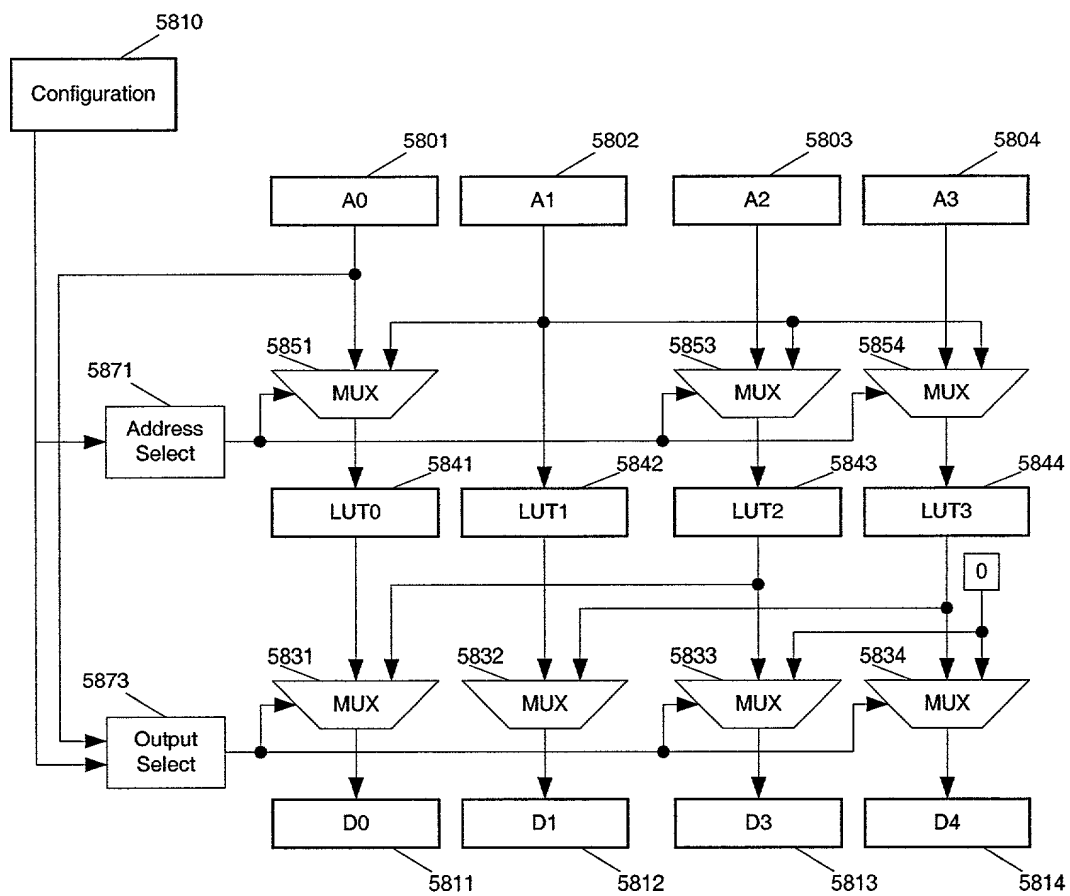 5810
Configuration
5801
5802
5803
5804
A0
A1
A2
A3
5851
5853
5854
5871
MUX
MUX
MUX
Address
Select
5841
5842
5843
5844
LUT0
LUT1
LUT2
LUT3
0
5831
5832
5833
5834
5873
MUX
MUX
MUX
MUX
Output
Select
D0
D1
D3
D4
5811
5812
5813
5814